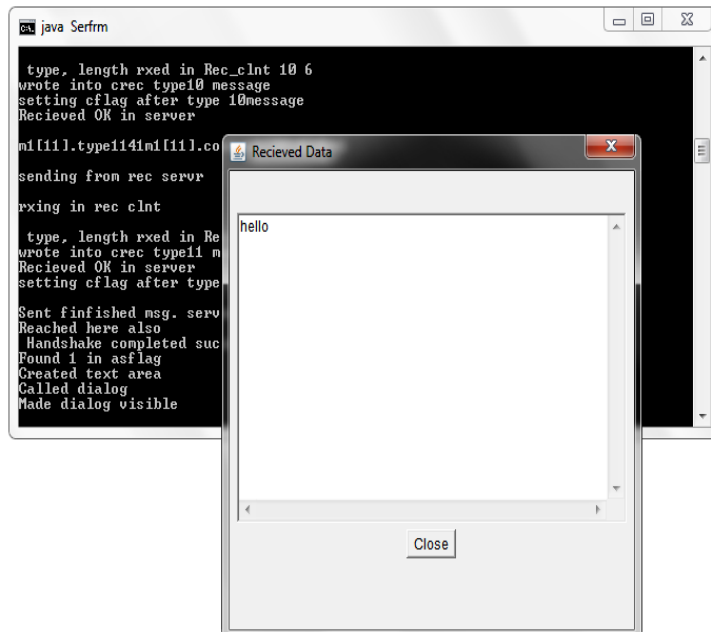 java Serfrm
type, length rxed in Rec_clnt 10 6
wrote into crec type10 message
setting cflag after type 10message
Recieved OK in server
m1[11].type1141m1[11].co
sending from rec servr
rxing in rec clnt
type, length rxed in Re
wrote into crec type11 m
Recieved OK in server
setting cflag after type
Sent finfished msg. serv
Reached here also
Handshake completed suc
Found 1 in asflag
Created text area
Called dialog
Made dialog visible
Recieved Data
hello
Close